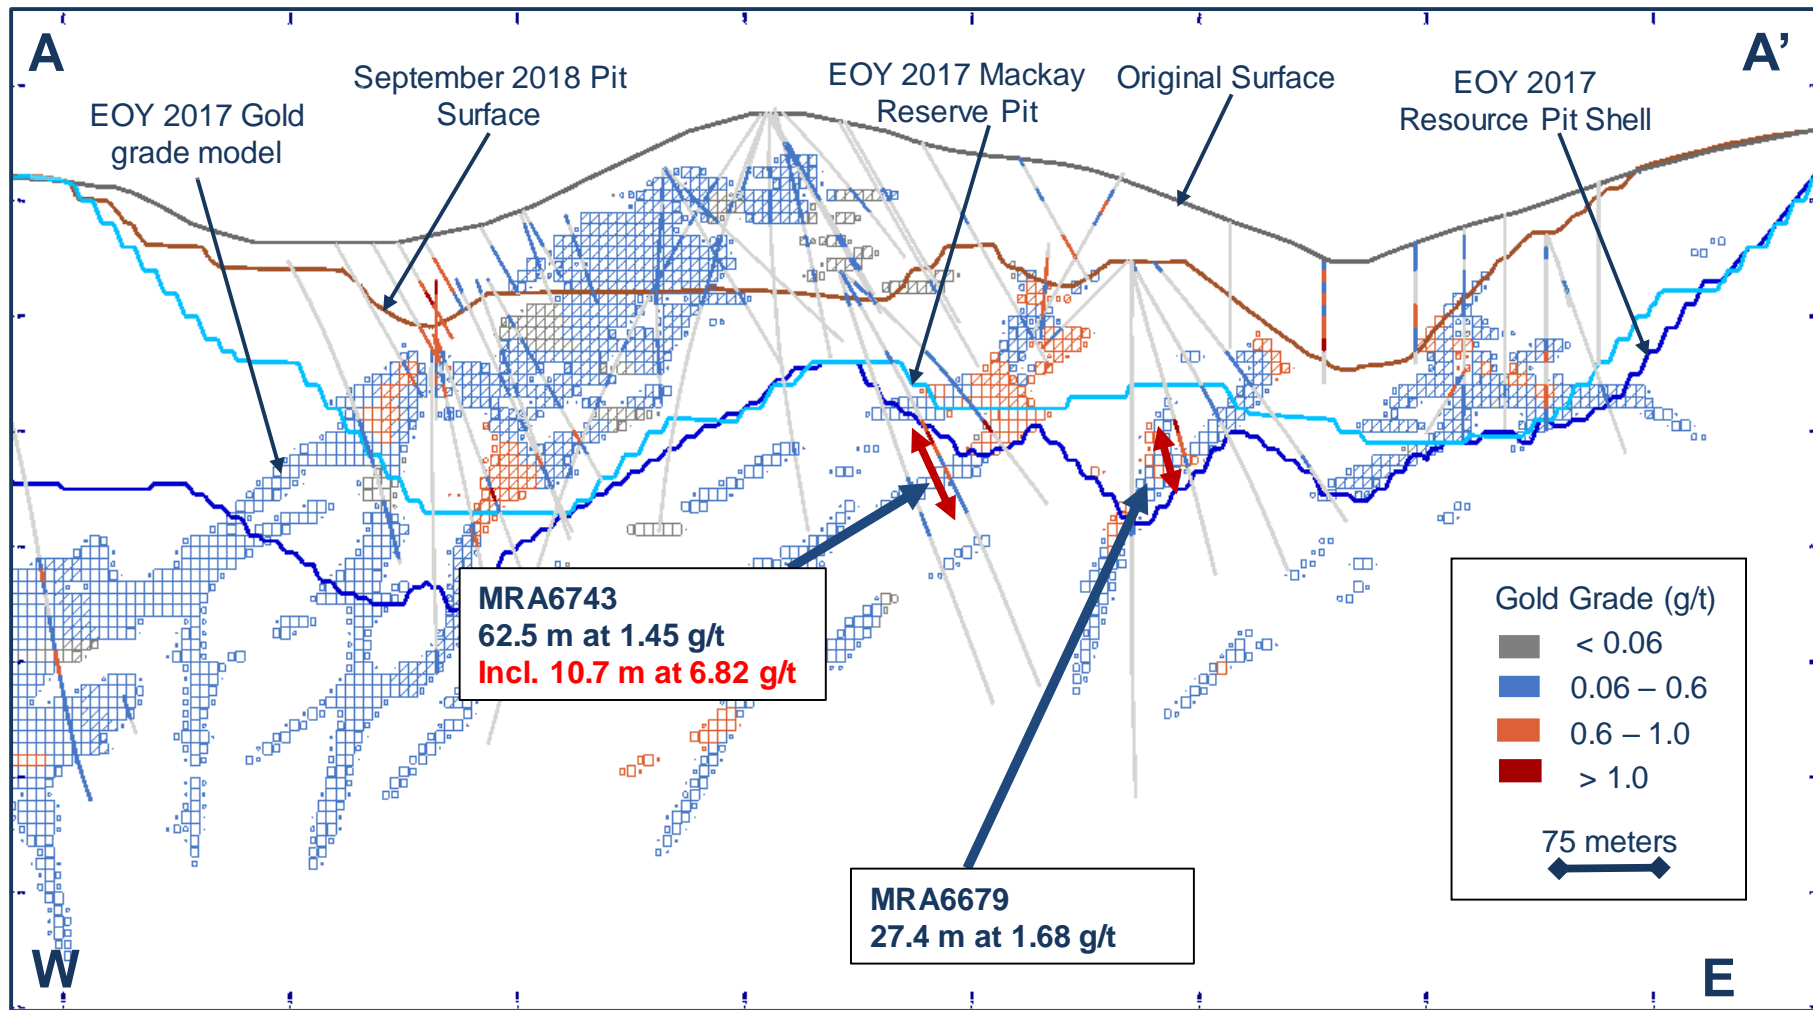 A
A’
September 2018 Pit
Surface
EOY 2017 Mackay
Reserve Pit
Original Surface
EOY 2017
Resource Pit Shell
EOY 2017 Gold
grade model
MRA6743
62.5 m at 1.45 g/t
Incl. 10.7 m at 6.82 g/t
MRA6679
27.4 m at 1.68 g/t
Gold Grade (g/t)
< 0.06
0.06 – 0.6
0.6 – 1.0
> 1.0
75 meters
W
E